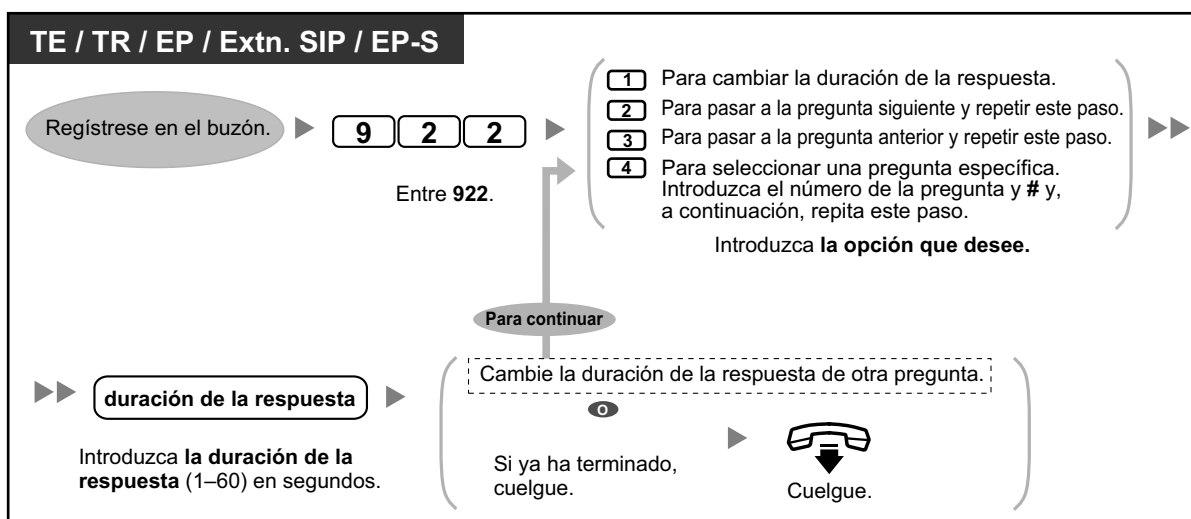 TE / TR / EP / Extn. SIP / EP-S
Regístrese en el buzón.
9 2 2
Entre 922.
1 Para cambiar la duración de la respuesta.
2 Para pasar a la pregunta siguiente y repetir este paso.
3 Para pasar a la pregunta anterior y repetir este paso.
4 Para seleccionar una pregunta específica.
Introduzca el número de la pregunta y # y,
a continuación, repita este paso.
Introduzca la opción que desee.
Para continuar
duración de la respuesta
Introduzca la duración de la
respuesta (1–60) en segundos.
Cambie la duración de la respuesta de otra pregunta.
O
Si ya ha terminado,
cuelgue.
Cuelgue.